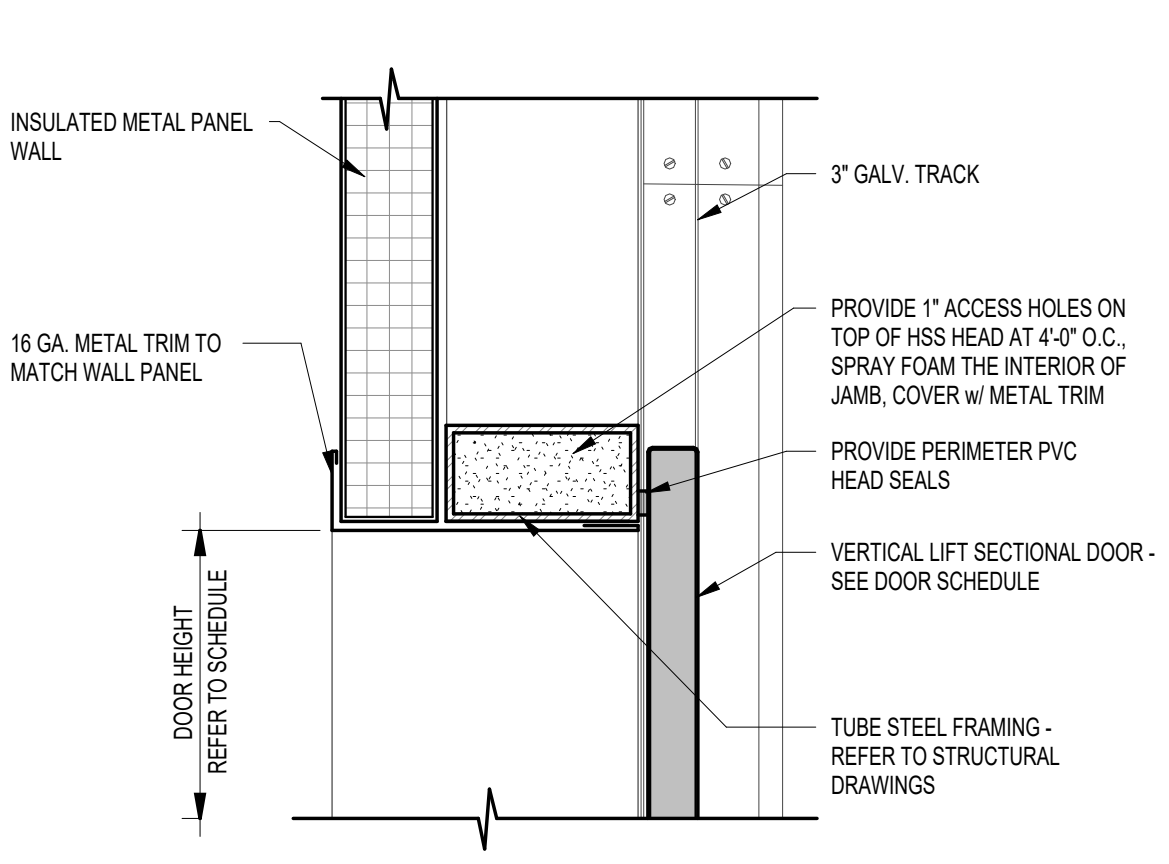 INSULATED METAL PANEL
WALL
16 GA. METAL TRIM TO
MATCH WALL PANEL
DOOR HEIGHT
REFER TO SCHEDULE
3" GALV. TRACK
PROVIDE 1" ACCESS HOLES ON
TOP OF HSS HEAD AT 4'-0" O.C.,
SPRAY FOAM THE INTERIOR OF
JAMB, COVER w/ METAL TRIM
PROVIDE PERIMETER PVC
HEAD SEALS
VERTICAL LIFT SECTIONAL DOOR -
SEE DOOR SCHEDULE
TUBE STEEL FRAMING -
REFER TO STRUCTURAL
DRAWINGS